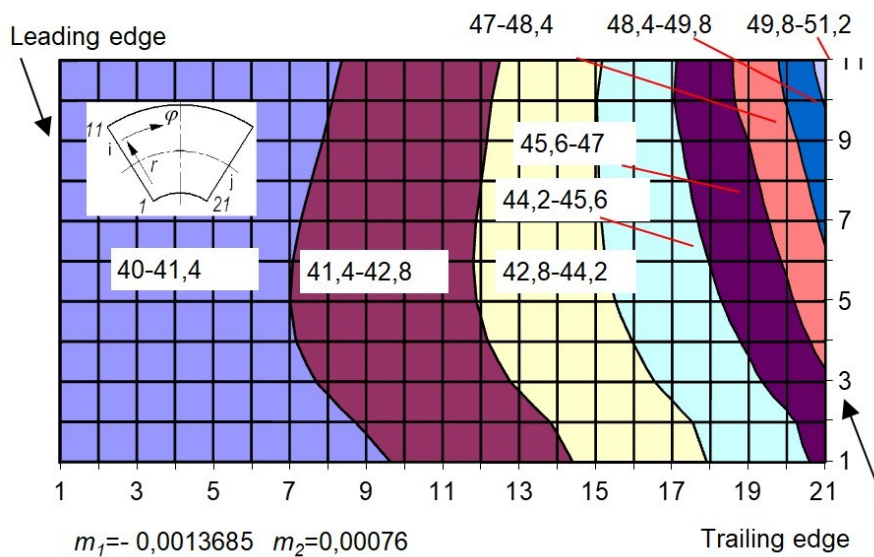 47-48,4
48,4-49,8
49,8-51,2
Leading edge
11
11
φ
i
r
j
1
21
9
45,6-47
44,2-45,6
7
40-41,4
41,4-42,8
42,8-44,2
5
3
1
1 3 5 7 9 11 13 15 17 19 21
m₁=- 0,0013685 m₂=0,00076
Trailing edge